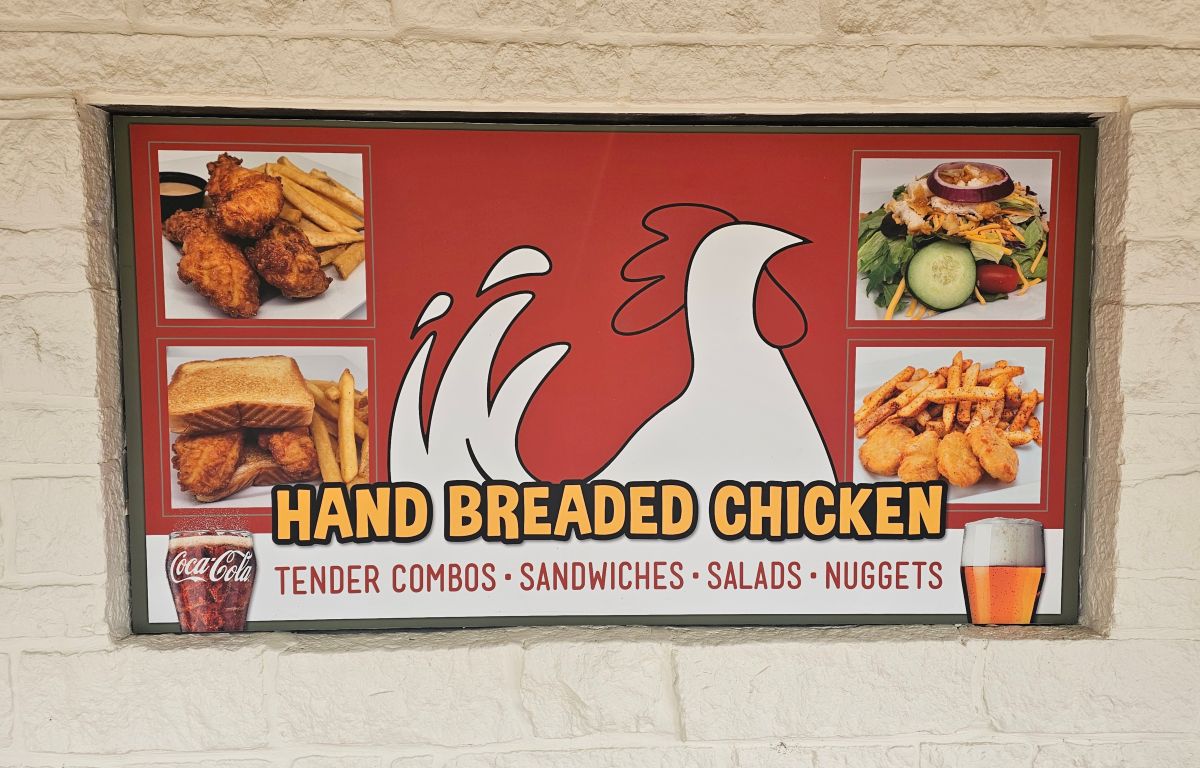 HAND BREADED CHICKEN
Coca-Cola
TENDER COMBOS • SANDWICHES • SALADS • NUGGETS